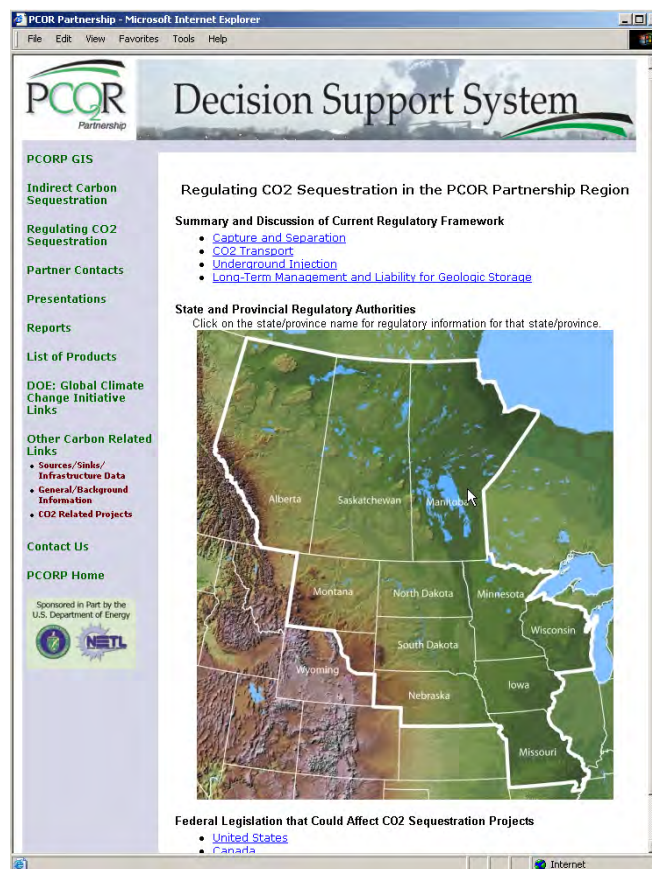 PCOR Partnership - Microsoft Internet Explorer
File Edit View Favorites Tools Help
PCO2R
Partnership
Decision Support System
PCORP GIS
Indirect Carbon
Sequestration
Regulating CO2
Sequestration
Partner Contacts
Presentations
Reports
List of Products
DOE: Global Climate
Change Initiative
Links
Other Carbon Related
Links
• Sources/Sinks/
Infrastructure Data
• General/Background
Information
• CO2 Related Projects
Contact Us
PCORP Home
Sponsored in Part by the
U.S. Department of Energy
NETL
Regulating CO2 Sequestration in the PCOR Partnership Region
Summary and Discussion of Current Regulatory Framework
• Capture and Separation
• CO2 Transport
• Underground Injection
• Long-Term Management and Liability for Geologic Storage
State and Provincial Regulatory Authorities
Click on the state/province name for regulatory information for that state/province.
Alberta
Saskatchewan
Manitoba
Montana
North Dakota
Minnesota
Wisconsin
South Dakota
Wyoming
Iowa
Nebraska
Missouri
Federal Legislation that Could Affect CO2 Sequestration Projects
• United States
• Canada
Internet